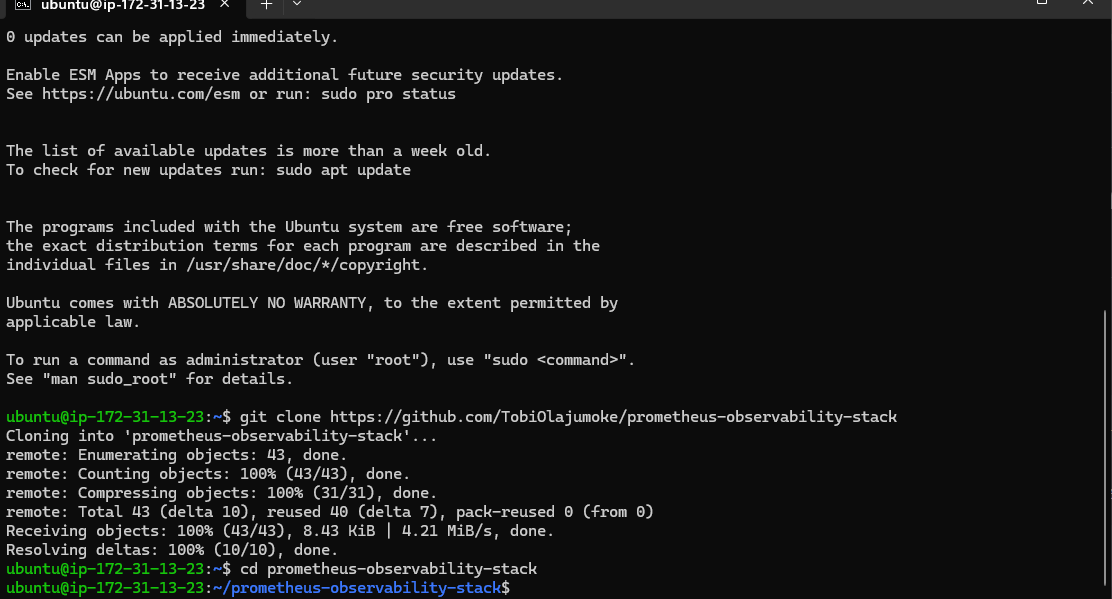 ubuntu@ip-172-31-13-23
0 updates can be applied immediately.
Enable ESM Apps to receive additional future security updates.
See https://ubuntu.com/esm or run: sudo pro status
The list of available updates is more than a week old.
To check for new updates run: sudo apt update
The programs included with the Ubuntu system are free software;
the exact distribution terms for each program are described in the
individual files in /usr/share/doc/*/copyright.
Ubuntu comes with ABSOLUTELY NO WARRANTY, to the extent permitted by
applicable law.
To run a command as administrator (user "root"), use "sudo <command>".
See "man sudo_root" for details.
ubuntu@ip-172-31-13-23:~$ git clone https://github.com/TobiOlajumoke/prometheus-observability-stack
Cloning into 'prometheus-observability-stack'...
remote: Enumerating objects: 43, done.
remote: Counting objects: 100% (43/43), done.
remote: Compressing objects: 100% (31/31), done.
remote: Total 43 (delta 10), reused 40 (delta 7), pack-reused 0 (from 0)
Receiving objects: 100% (43/43), 8.43 KiB | 4.21 MiB/s, done.
Resolving deltas: 100% (10/10), done.
ubuntu@ip-172-31-13-23:~$ cd prometheus-observability-stack
ubuntu@ip-172-31-13-23:~/prometheus-observability-stack$